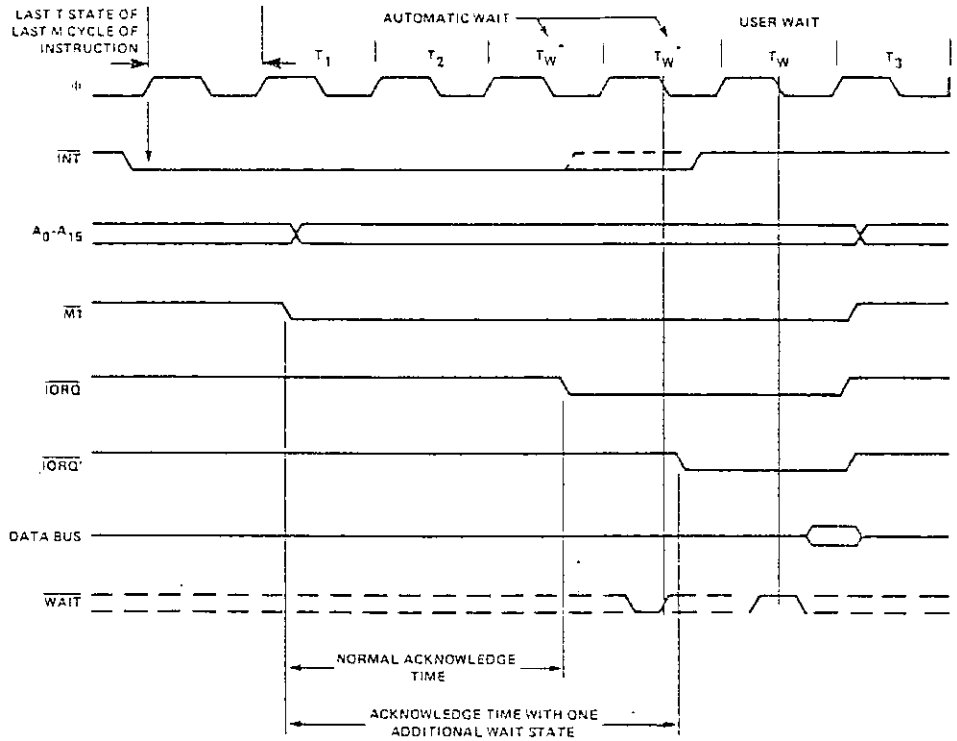 LAST T STATE OF
LAST M CYCLE OF
INSTRUCTION
AUTOMATIC WAIT
USER WAIT
T1 T2 TW* TW* TW T3
Φ
INT
A0-A15
M1
IORQ
IORQ'
DATA BUS
WAIT
NORMAL ACKNOWLEDGE
TIME
ACKNOWLEDGE TIME WITH ONE
ADDITIONAL WAIT STATE